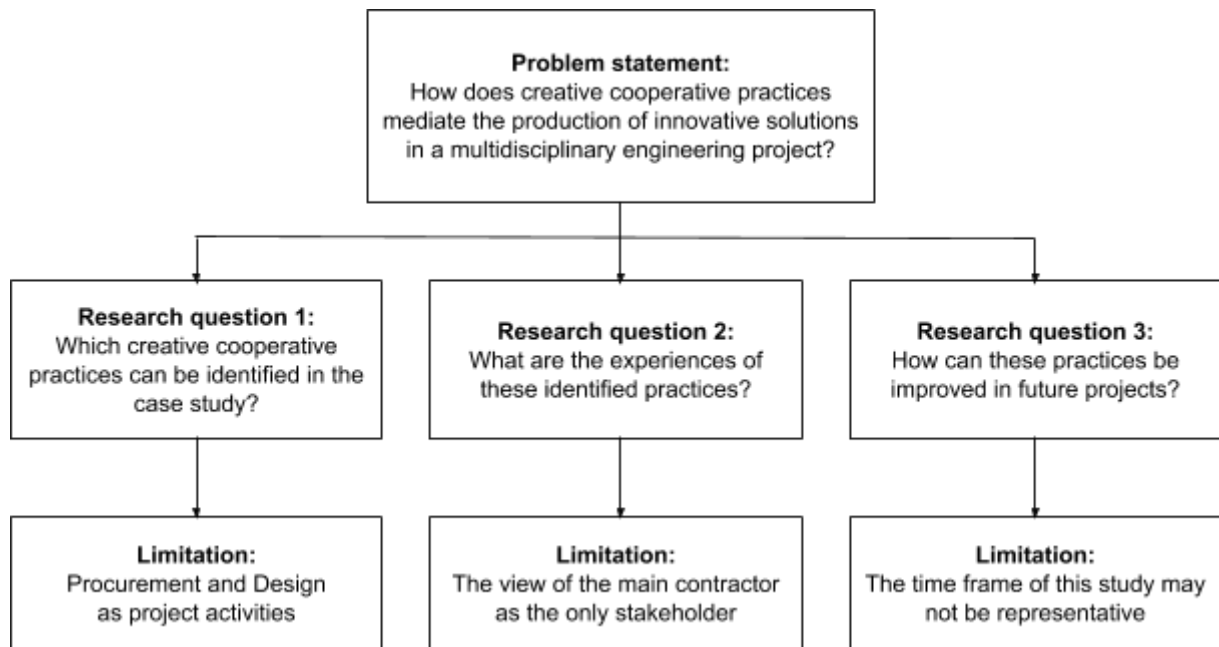 Problem statement:
How does creative cooperative practices
mediate the production of innovative solutions
in a multidisciplinary engineering project?
Research question 1:
Which creative cooperative
practices can be identified in the
case study?
Research question 2:
What are the experiences of
these identified practices?
Research question 3:
How can these practices be
improved in future projects?
Limitation:
Procurement and Design
as project activities
Limitation:
The view of the main contractor
as the only stakeholder
Limitation:
The time frame of this study may
not be representative